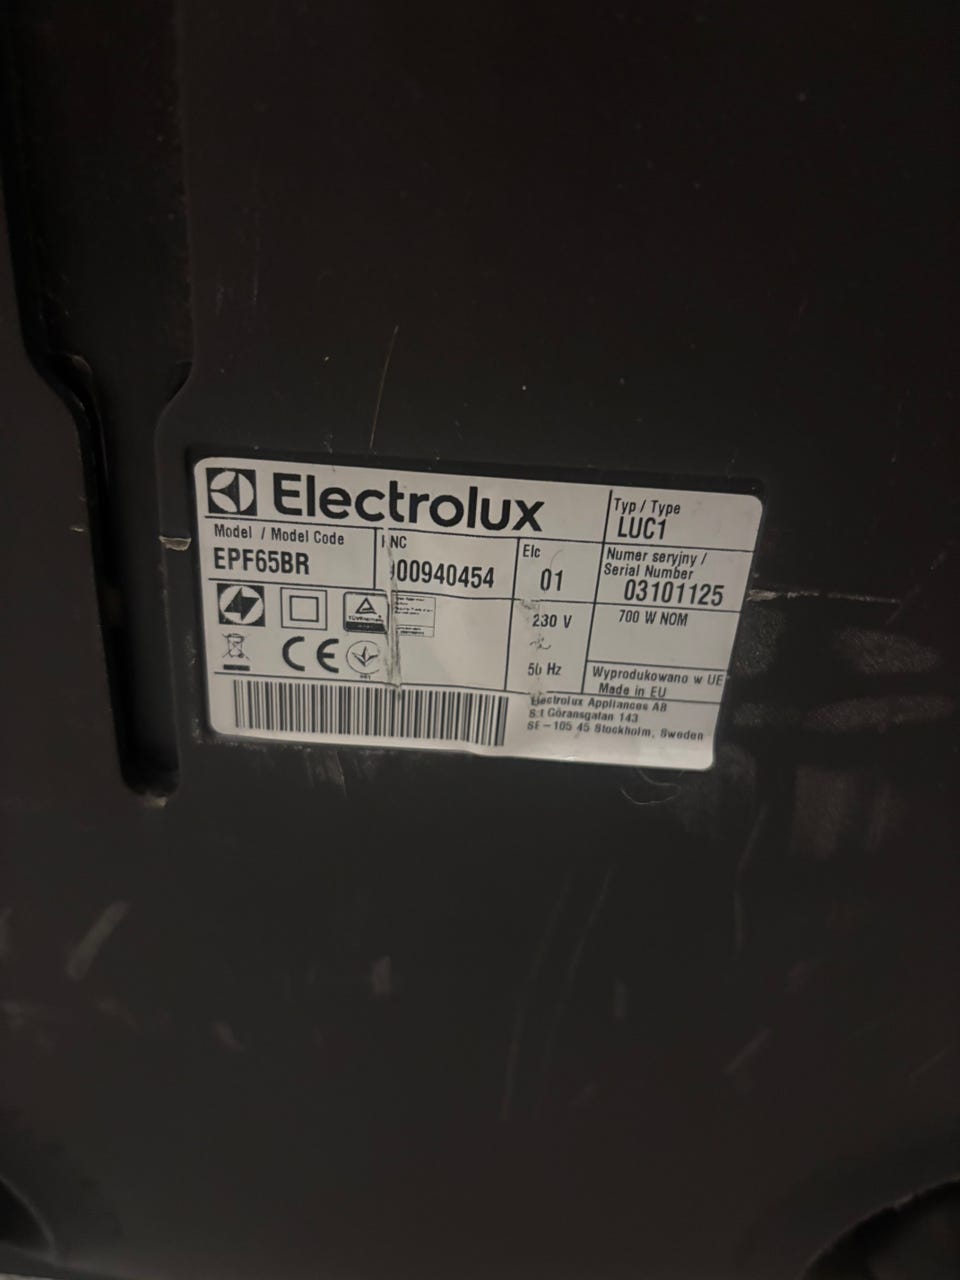 Electrolux
Typ / Type
LUC1
Model / Model Code
EPF65BR
PNC
900940454
Elc
01
Numer seryjny /
Serial Number
03101125
230 V
50 Hz
700 W NOM
CE
Wyprodukowano w UE
Made in EU
Electrolux Appliances AB
S:t Göransgatan 143
SE-105 45 Stockholm, Sweden